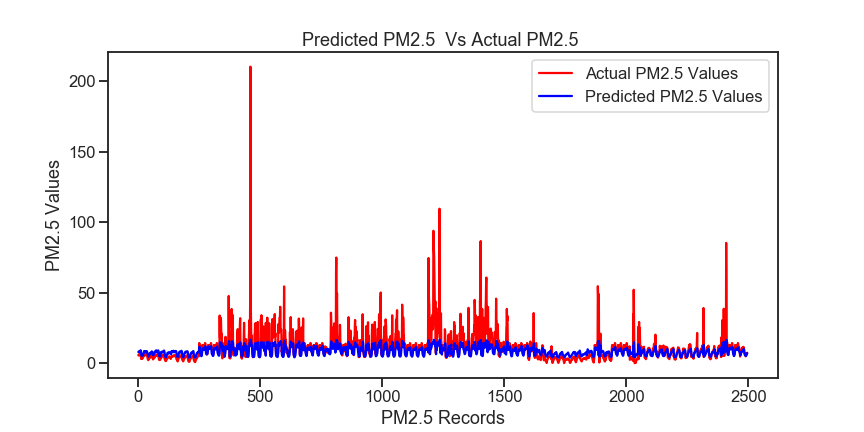 Predicted PM2.5  Vs Actual PM2.5
Actual PM2.5 Values
Predicted PM2.5 Values
PM2.5 Values
200
150
100
50
0
0 500 1000 1500 2000 2500
PM2.5 Records